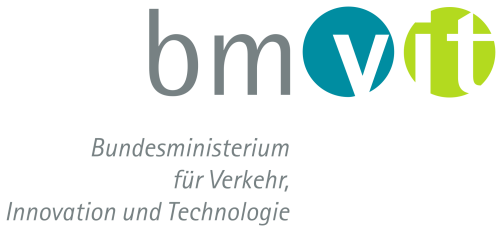 bmvit
Bundesministerium
für Verkehr,
Innovation und Technologie